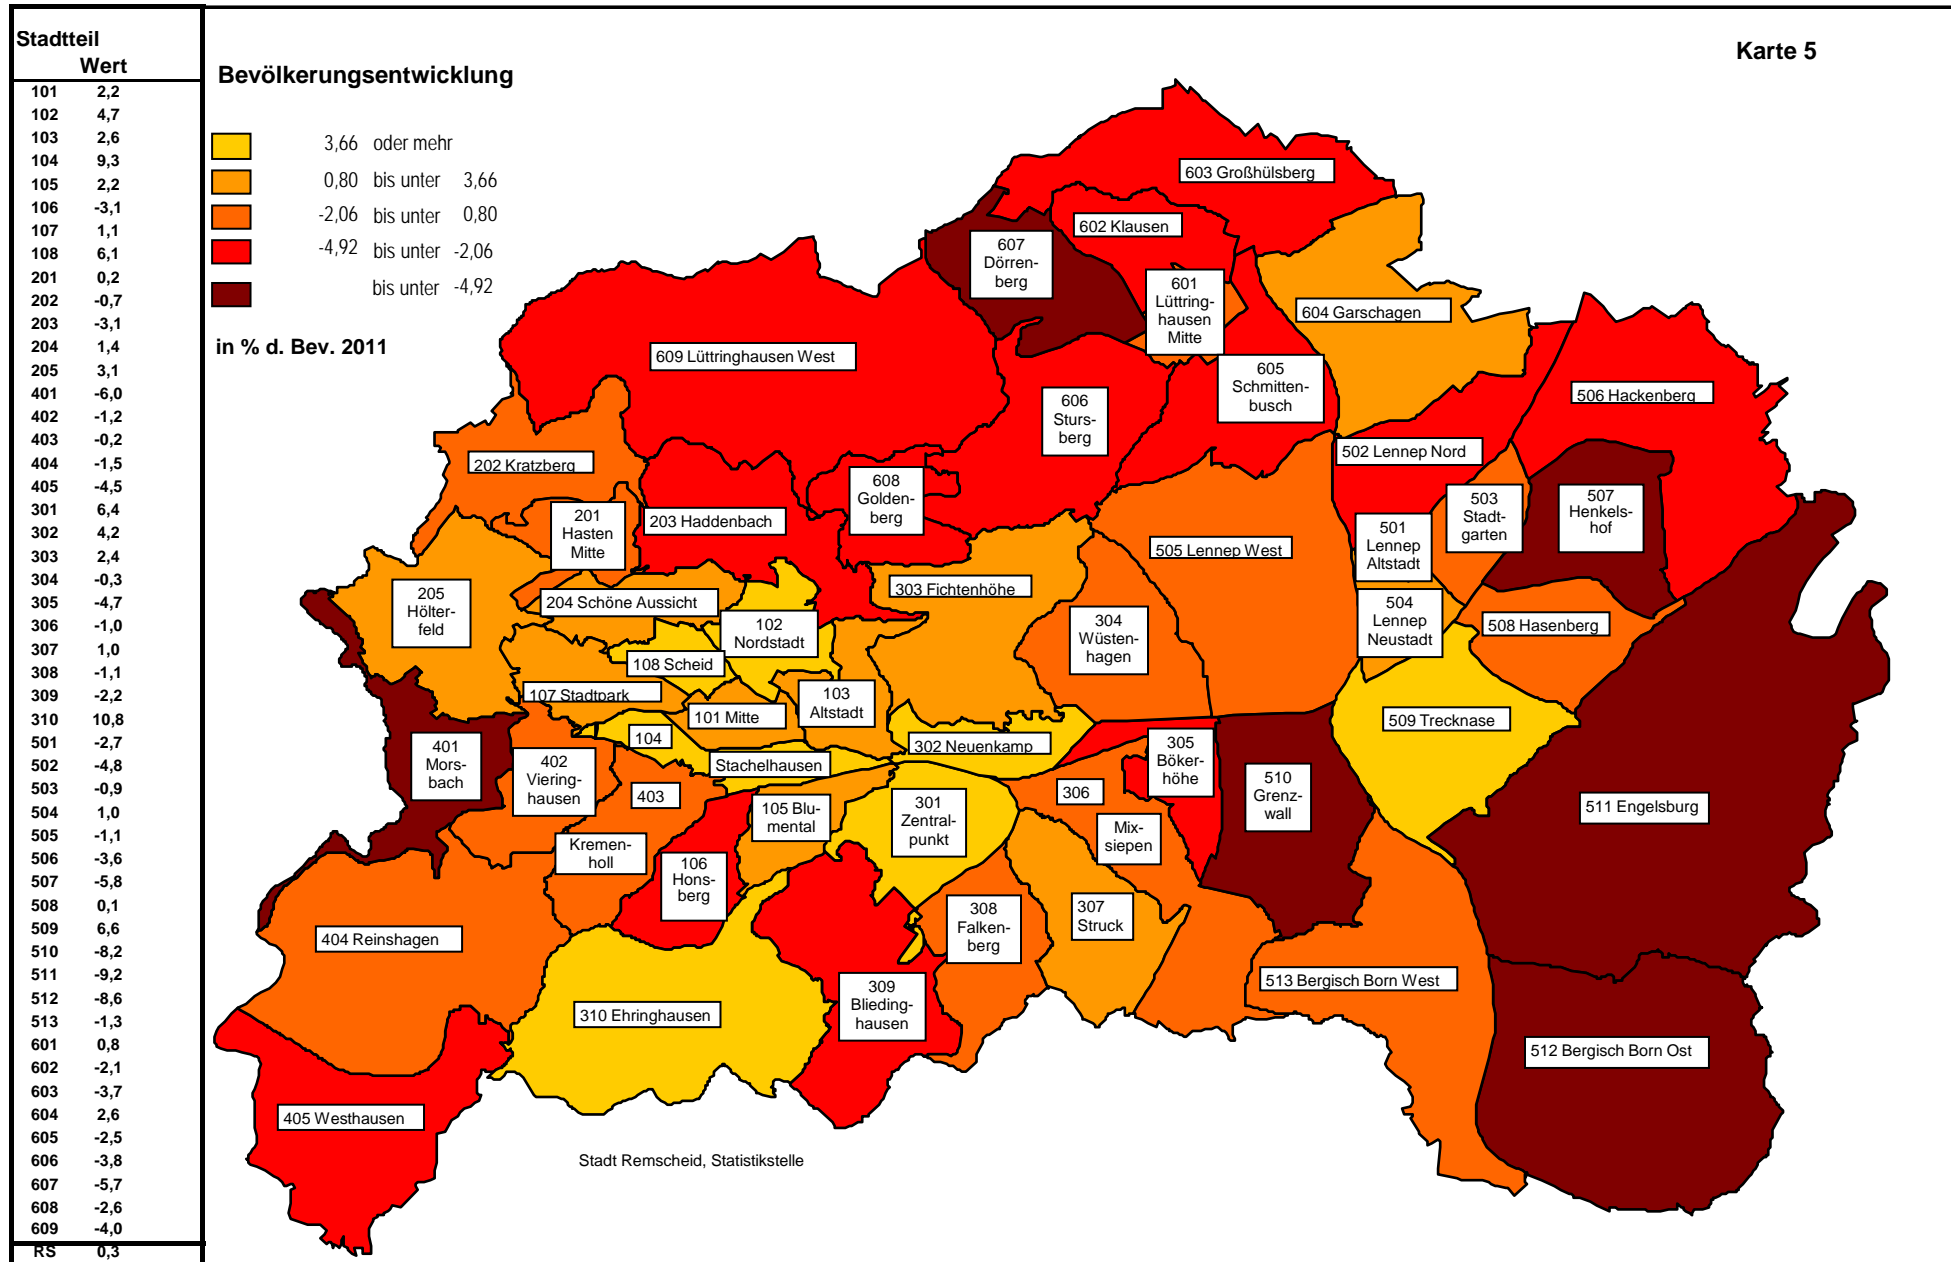 Stadtteil
Wert
101 2,2
102 4,7
103 2,6
104 9,3
105 2,2
106 -3,1
107 1,1
108 6,1
201 0,2
202 -0,7
203 -3,1
204 1,4
205 3,1
401 -6,0
402 -1,2
403 -0,2
404 -1,5
405 -4,5
301 6,4
302 4,2
303 2,4
304 -0,3
305 -4,7
306 -1,0
307 1,0
308 -1,1
309 -2,2
310 10,8
501 -2,7
502 -4,8
503 -0,9
504 1,0
505 -1,1
506 -3,6
507 -5,8
508 0,1
509 6,6
510 -8,2
511 -9,2
512 -8,6
513 -1,3
601 0,8
602 -2,1
603 -3,7
604 2,6
605 -2,5
606 -3,8
607 -5,7
608 -2,6
609 -4,0
RS 0,3
Karte 5
Bevölkerungsentwicklung
3,66 oder mehr
0,80 bis unter 3,66
-2,06 bis unter 0,80
-4,92 bis unter -2,06
bis unter -4,92
in % d. Bev. 2011
603 Großhülsberg
602 Klausen
607
Dörren-
berg
601
Lüttring-
hausen
Mitte
604 Garschagen
609 Lüttringhausen West
605
Schmitten-
busch
606
Sturs-
berg
506 Hackenberg
502 Lennep Nord
202 Kratzberg
608
Golden-
berg
503
Stadt-
garten
507
Henkels-
hof
201
Hasten
Mitte
203 Haddenbach
501
Lennep
Altstadt
505 Lennep West
303 Fichtenhöhe
205
Hölter-
feld
204 Schöne Aussicht
102
Nordstadt
304
Wüsten-
hagen
504
Lennep
Neustadt
508 Hasenberg
108 Scheid
107 Stadtpark
103
Altstadt
101 Mitte
509 Trecknase
104
Stachelhausen
302 Neuenkamp
305
Böker-
höhe
401
Mors-
bach
402
Viering-
hausen
510
Grenz-
wall
403
Kremen-
holl
105 Blu-
mental
301
Zentral-
punkt
306
Mix-
siepen
511 Engelsburg
106
Hons-
berg
308
Falken-
berg
307
Struck
404 Reinshagen
513 Bergisch Born West
309
Blieding-
hausen
310 Ehringhausen
512 Bergisch Born Ost
405 Westhausen
Stadt Remscheid, Statistikstelle